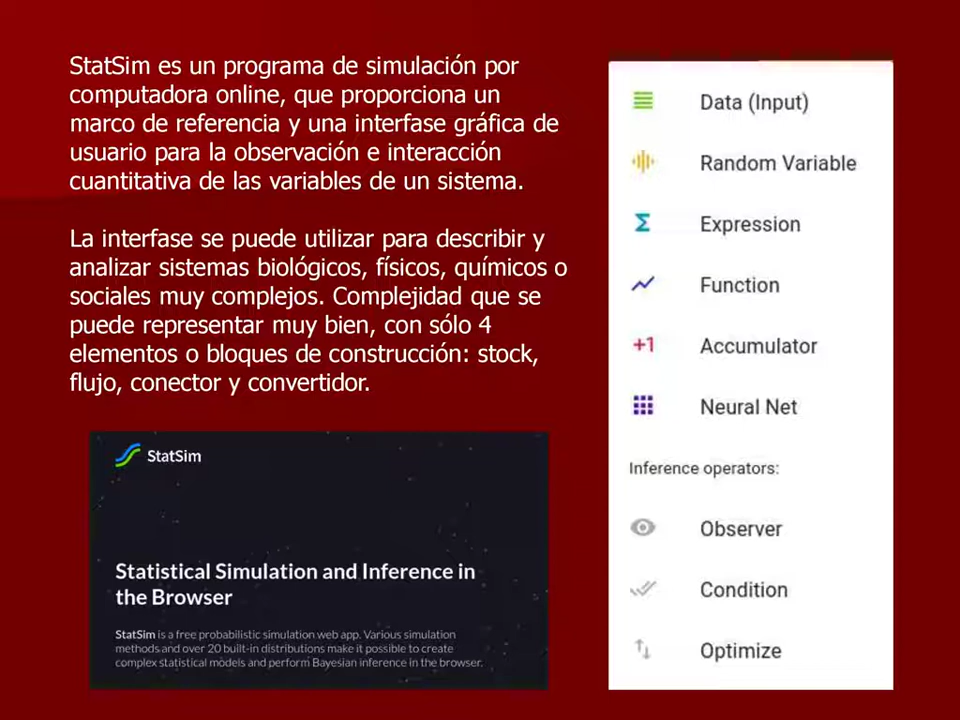 StatSim es un programa de simulación por
computadora online, que proporciona un
marco de referencia y una interfase gráfica de
usuario para la observación e interacción
cuantitativa de las variables de un sistema.
La interfase se puede utilizar para describir y
analizar sistemas biológicos, físicos, químicos o
sociales muy complejos. Complejidad que se
puede representar muy bien, con sólo 4
elementos o bloques de construcción: stock,
flujo, conector y convertidor.
StatSim
Statistical Simulation and Inference in
the Browser
StatSim is a free probabilistic simulation web app. Various simulation
methods and over 20 built-in distributions make it possible to create
complex statistical models and perform Bayesian inference in the browser.
Data (Input)
Random Variable
Σ Expression
Function
+1 Accumulator
Neural Net
Inference operators:
Observer
Condition
Optimize